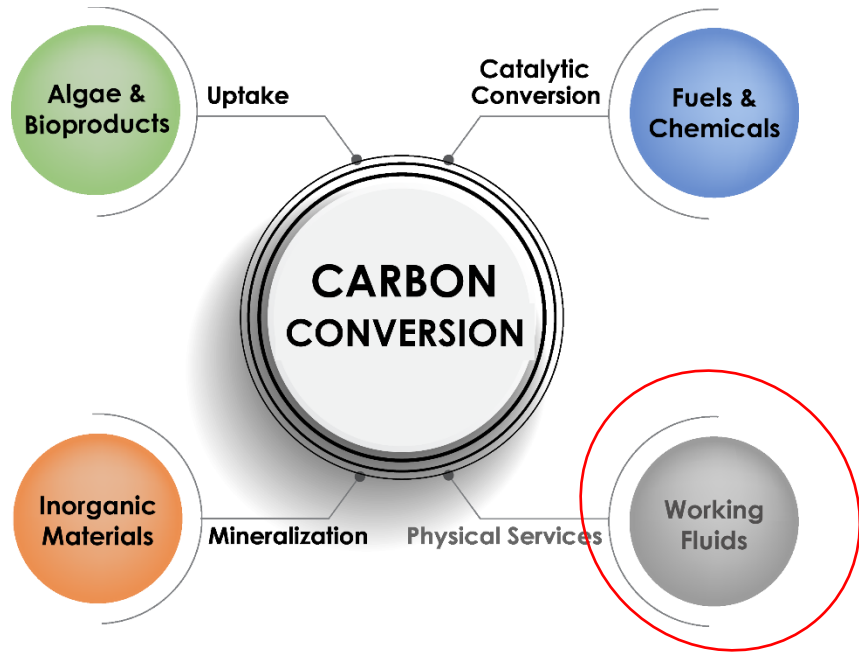 Algae &
Bioproducts
Uptake
Catalytic
Conversion
Fuels &
Chemicals
CARBON
CONVERSION
Inorganic
Materials
Mineralization
Physical Services
Working
Fluids